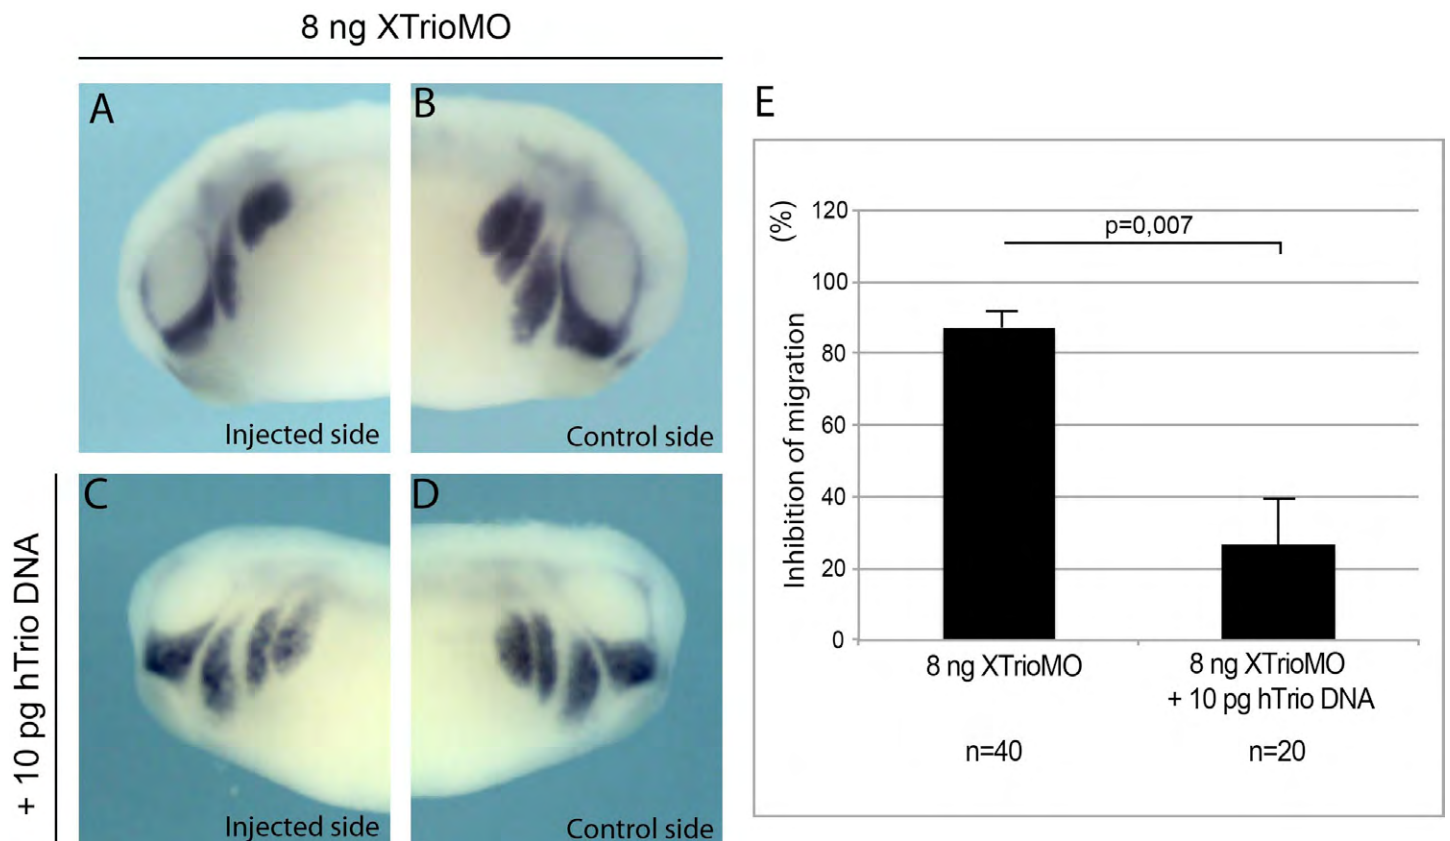 8 ng XTrioMO
A
B
Injected side
Control side
+ 10 pg hTrio DNA
C
D
Injected side
Control side
E
(%)
Inhibition of migration
120
100
80
60
40
20
0
p=0,007
8 ng XTrioMO
8 ng XTrioMO
+ 10 pg hTrio DNA
n=40
n=20